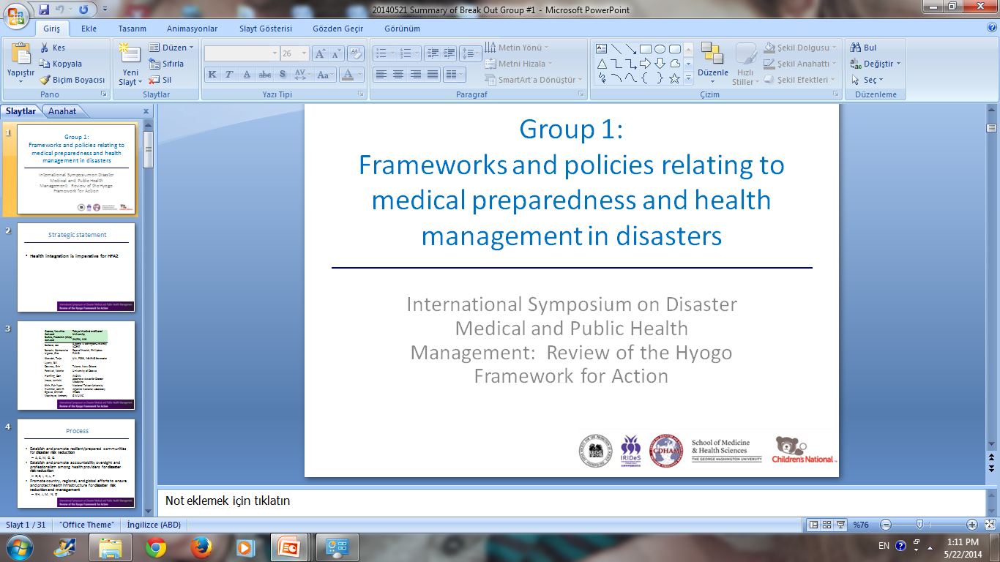 20140521 Summary of Break Out Group #1 - Microsoft PowerPoint
Giriş Ekle Tasarım Animasyonlar Slayt Gösterisi Gözden Geçir Görünüm
Yapıştır
Kes
Kopyala
Biçim Boyacısı
Pano
Yeni
Slayt
Düzen
Sıfırla
Sil
Slaytlar
26
K T A abc S AV Aa A
Yazı Tipi
Metin Yönü
Metni Hizala
SmartArt'a Dönüştür
Paragraf
Düzenle
Hızlı
Stiller
Şekil Dolgusu
Şekil Anahattı
Şekil Efektleri
Çizim
Bul
Değiştir
Seç
Düzenleme
Slaytlar Anahat x
1
Group 1:
Frameworks and policies relating to
medical preparedness and health
management in disasters
International Symposium on Disaster
Medical and Public Health
Management: Review of the Hyogo
Framework for Action
2
Strategic statement
• Health integration is imperative for HFA2
International Symposium on Disaster Medical and Public Health Management
Review of the Hyogo Framework for Action
3
International Symposium on Disaster Medical and Public Health Management
Review of the Hyogo Framework for Action
4
Process
• Establish and promote resilient/prepared communities
for disaster risk reduction
• Establish and promote accountability oversight and
professionalism among health providers for disaster
risk reduction
• Promote country, regional, and global efforts to ensure
and protect health infrastructure for disaster risk
reduction and management
International Symposium on Disaster Medical and Public Health Management
Review of the Hyogo Framework for Action
Group 1:
Frameworks and policies relating to
medical preparedness and health
management in disasters
International Symposium on Disaster
Medical and Public Health
Management: Review of the Hyogo
Framework for Action
IRIDeS
CDHAM
School of Medicine
& Health Sciences
THE GEORGE WASHINGTON UNIVERSITY
Children's National™
Not eklemek için tıklatın
Slayt 1 / 31 "Office Theme" İngilizce (ABD) %76
EN
1:11 PM
5/22/2014